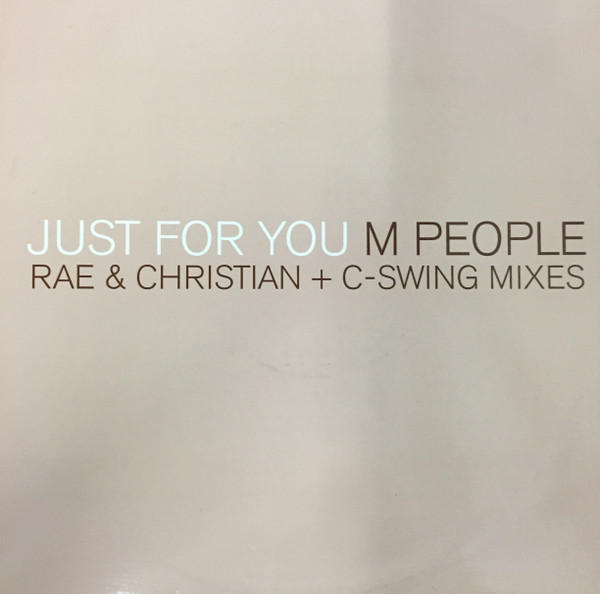 JUST FOR YOU M PEOPLE
RAE & CHRISTIAN + C-SWING MIXES